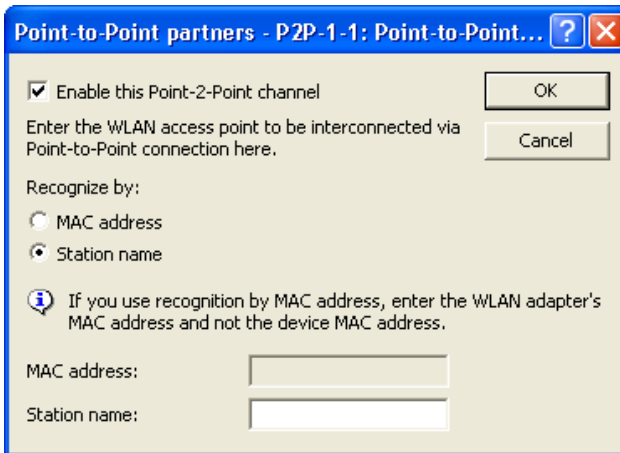 Point-to-Point partners - P2P-1-1: Point-to-Point...
Enable this Point-2-Point channel
OK
Enter the WLAN access point to be interconnected via
Point-to-Point connection here.
Cancel
Recognize by:
MAC address
Station name
If you use recognition by MAC address, enter the WLAN adapter's
MAC address and not the device MAC address.
MAC address:
Station name: